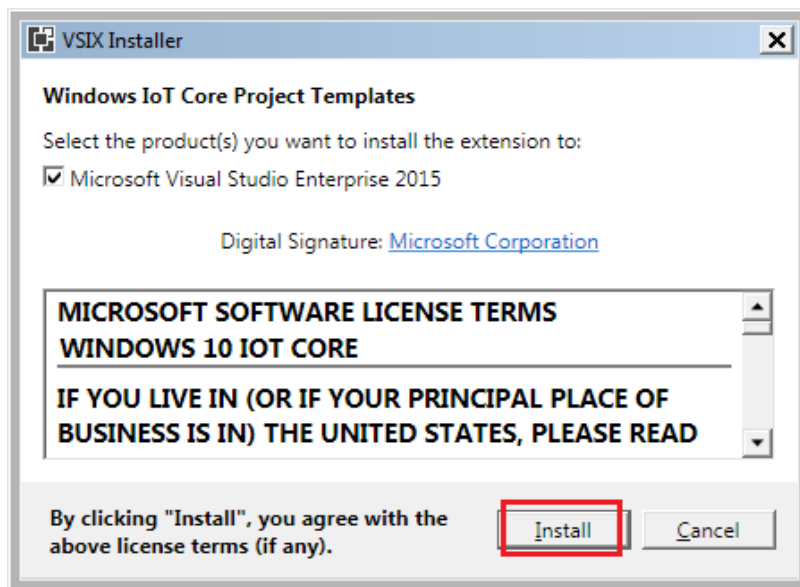 VSIX Installer
Windows IoT Core Project Templates
Select the product(s) you want to install the extension to:
Microsoft Visual Studio Enterprise 2015
Digital Signature: Microsoft Corporation
MICROSOFT SOFTWARE LICENSE TERMS
WINDOWS 10 IOT CORE
IF YOU LIVE IN (OR IF YOUR PRINCIPAL PLACE OF
BUSINESS IS IN) THE UNITED STATES, PLEASE READ
By clicking "Install", you agree with the
above license terms (if any).
Install Cancel